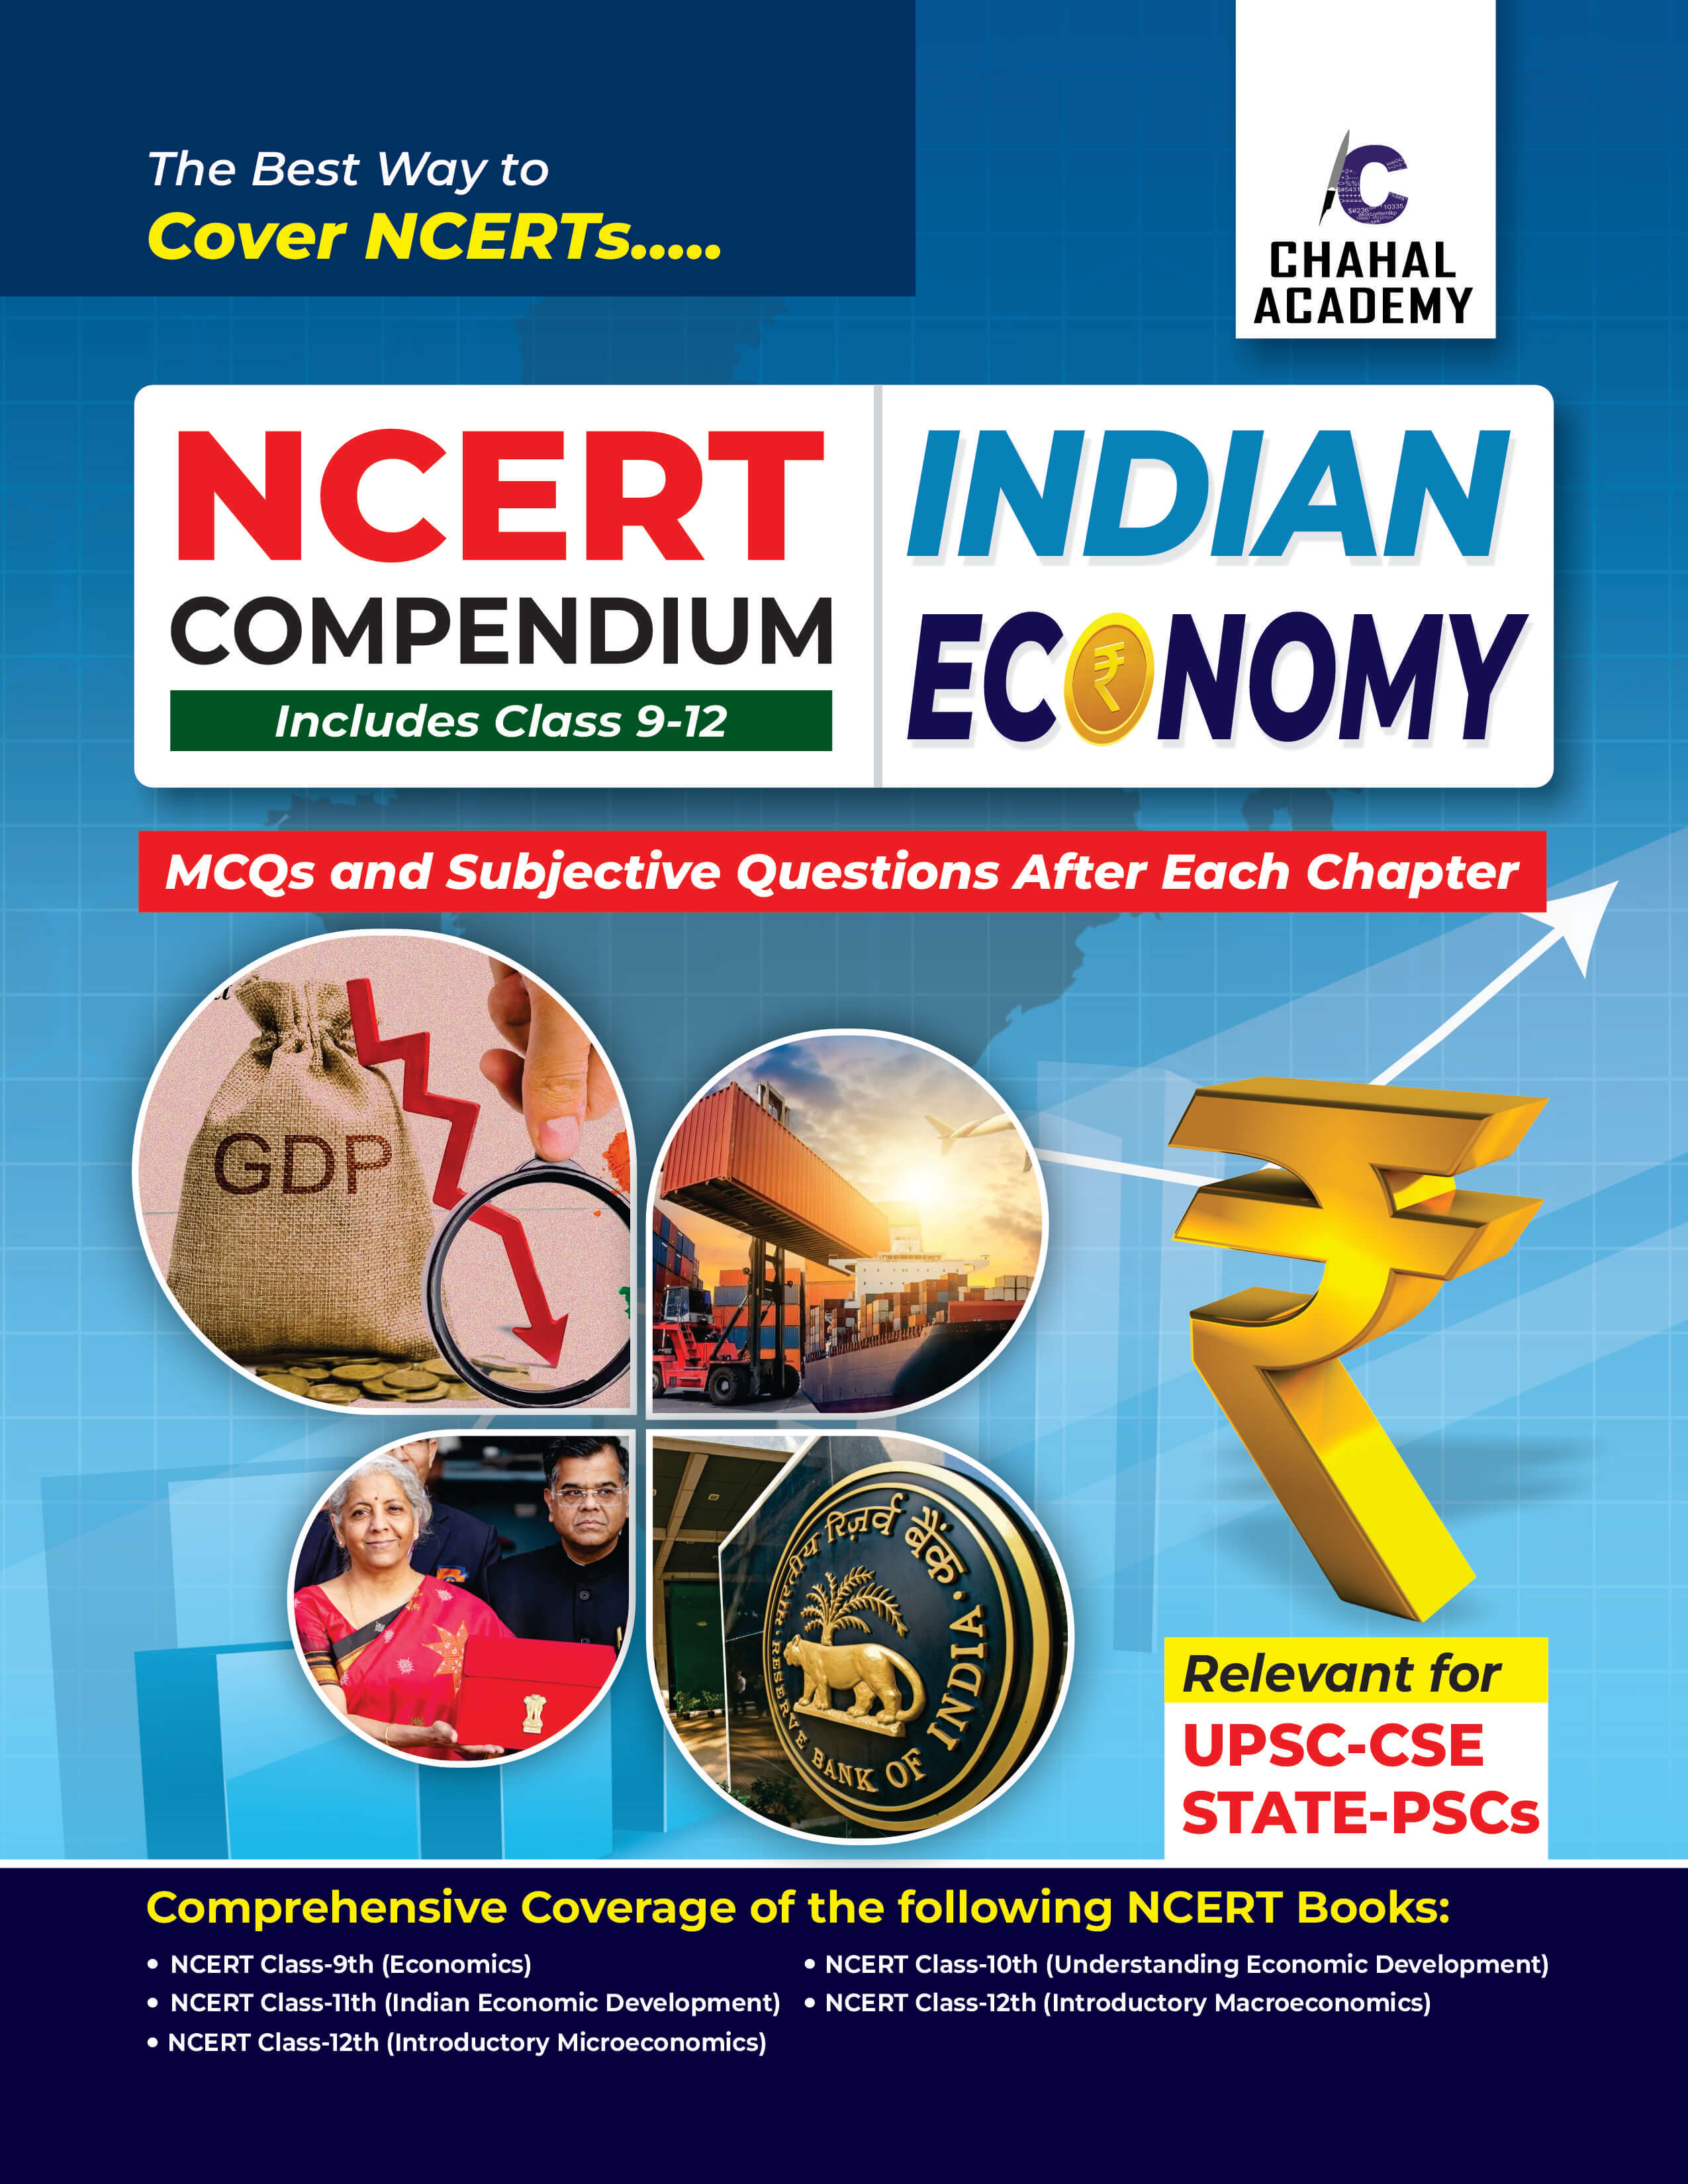 The Best Way to
Cover NCERTs.....
CHAHAL
ACADEMY
NCERT
COMPENDIUM
Includes Class 9-12
INDIAN
EC₹NOMY
MCQs and Subjective Questions After Each Chapter
GDP
भारतीय रिज़र्व बैंक
RESERVE BANK OF INDIA
₹
Relevant for
UPSC-CSE
STATE-PSCs
Comprehensive Coverage of the following NCERT Books:
• NCERT Class-9th (Economics)
• NCERT Class-10th (Understanding Economic Development)
• NCERT Class-11th (Indian Economic Development)
• NCERT Class-12th (Introductory Macroeconomics)
• NCERT Class-12th (Introductory Microeconomics)